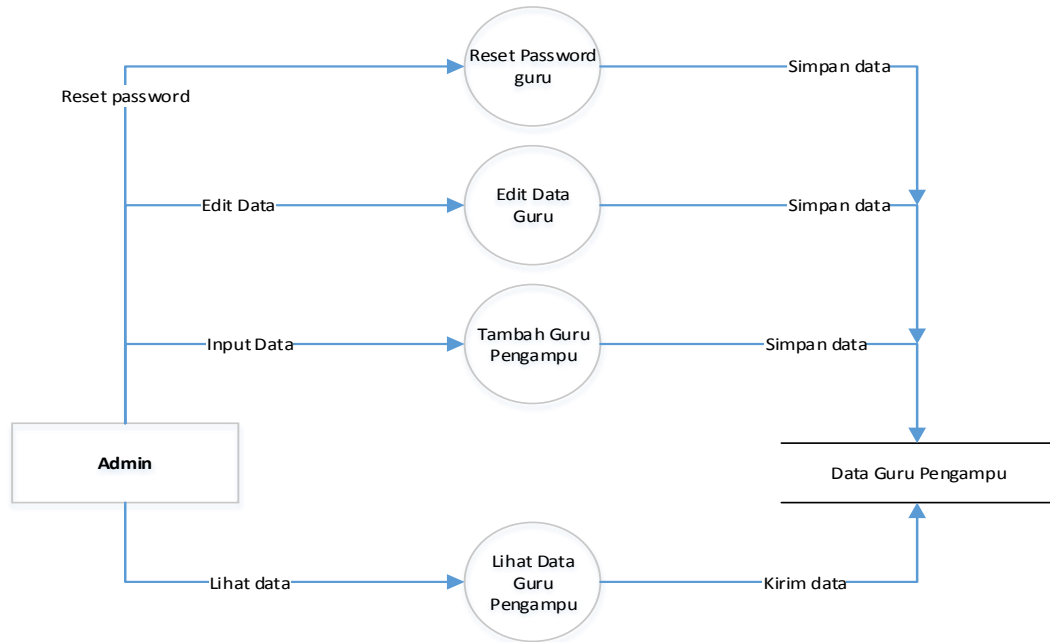 Reset Password
guru
Simpan data
Reset password
Edit Data
Edit Data
Guru
Simpan data
Input Data
Tambah Guru
Pengampu
Simpan data
Admin
Data Guru Pengampu
Lihat data
Lihat Data
Guru
Pengampu
Kirim data